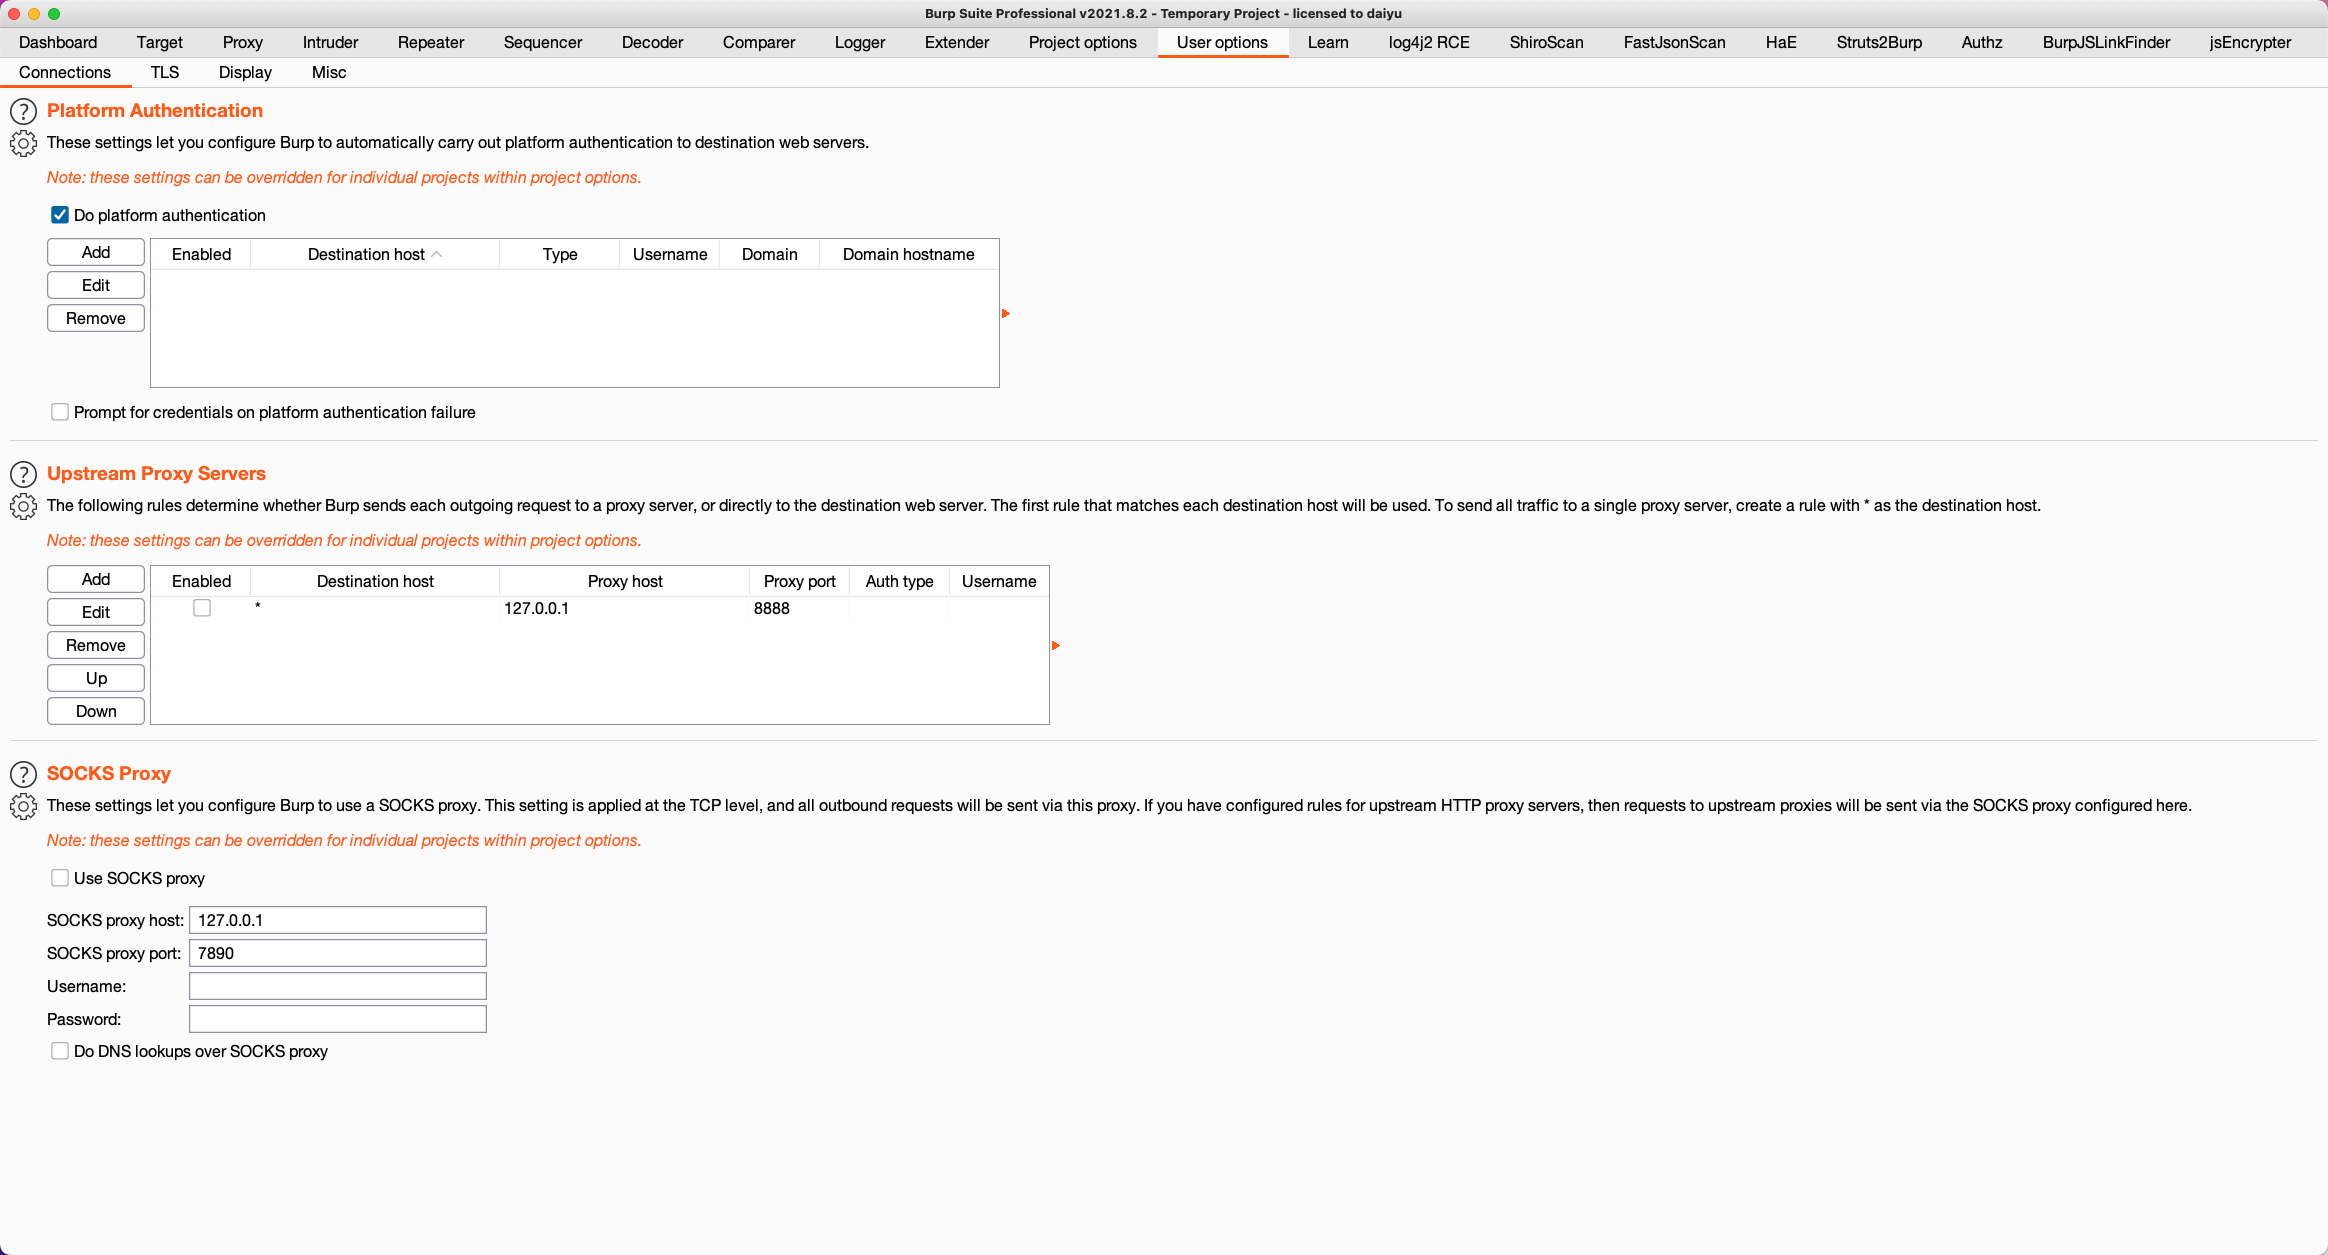 Burp Suite Professional v2021.8.2 - Temporary Project - licensed to daiyu
Dashboard Target Proxy Intruder Repeater Sequencer Decoder Comparer Logger Extender Project options User options Learn log4j2 RCE ShiroScan FastJsonScan HaE Struts2Burp Authz BurpJSLinkFinder jsEncrypter
Connections TLS Display Misc
? Platform Authentication
These settings let you configure Burp to automatically carry out platform authentication to destination web servers.
Note: these settings can be overridden for individual projects within project options.
Do platform authentication
Add Enabled Destination host Type Username Domain Domain hostname
Edit
Remove
Prompt for credentials on platform authentication failure
? Upstream Proxy Servers
The following rules determine whether Burp sends each outgoing request to a proxy server, or directly to the destination web server. The first rule that matches each destination host will be used. To send all traffic to a single proxy server, create a rule with * as the destination host.
Note: these settings can be overridden for individual projects within project options.
Add Enabled Destination host Proxy host Proxy port Auth type Username
Edit * 127.0.0.1 8888
Remove
Up
Down
? SOCKS Proxy
These settings let you configure Burp to use a SOCKS proxy. This setting is applied at the TCP level, and all outbound requests will be sent via this proxy. If you have configured rules for upstream HTTP proxy servers, then requests to upstream proxies will be sent via the SOCKS proxy configured here.
Note: these settings can be overridden for individual projects within project options.
Use SOCKS proxy
SOCKS proxy host: 127.0.0.1
SOCKS proxy port: 7890
Username:
Password:
Do DNS lookups over SOCKS proxy